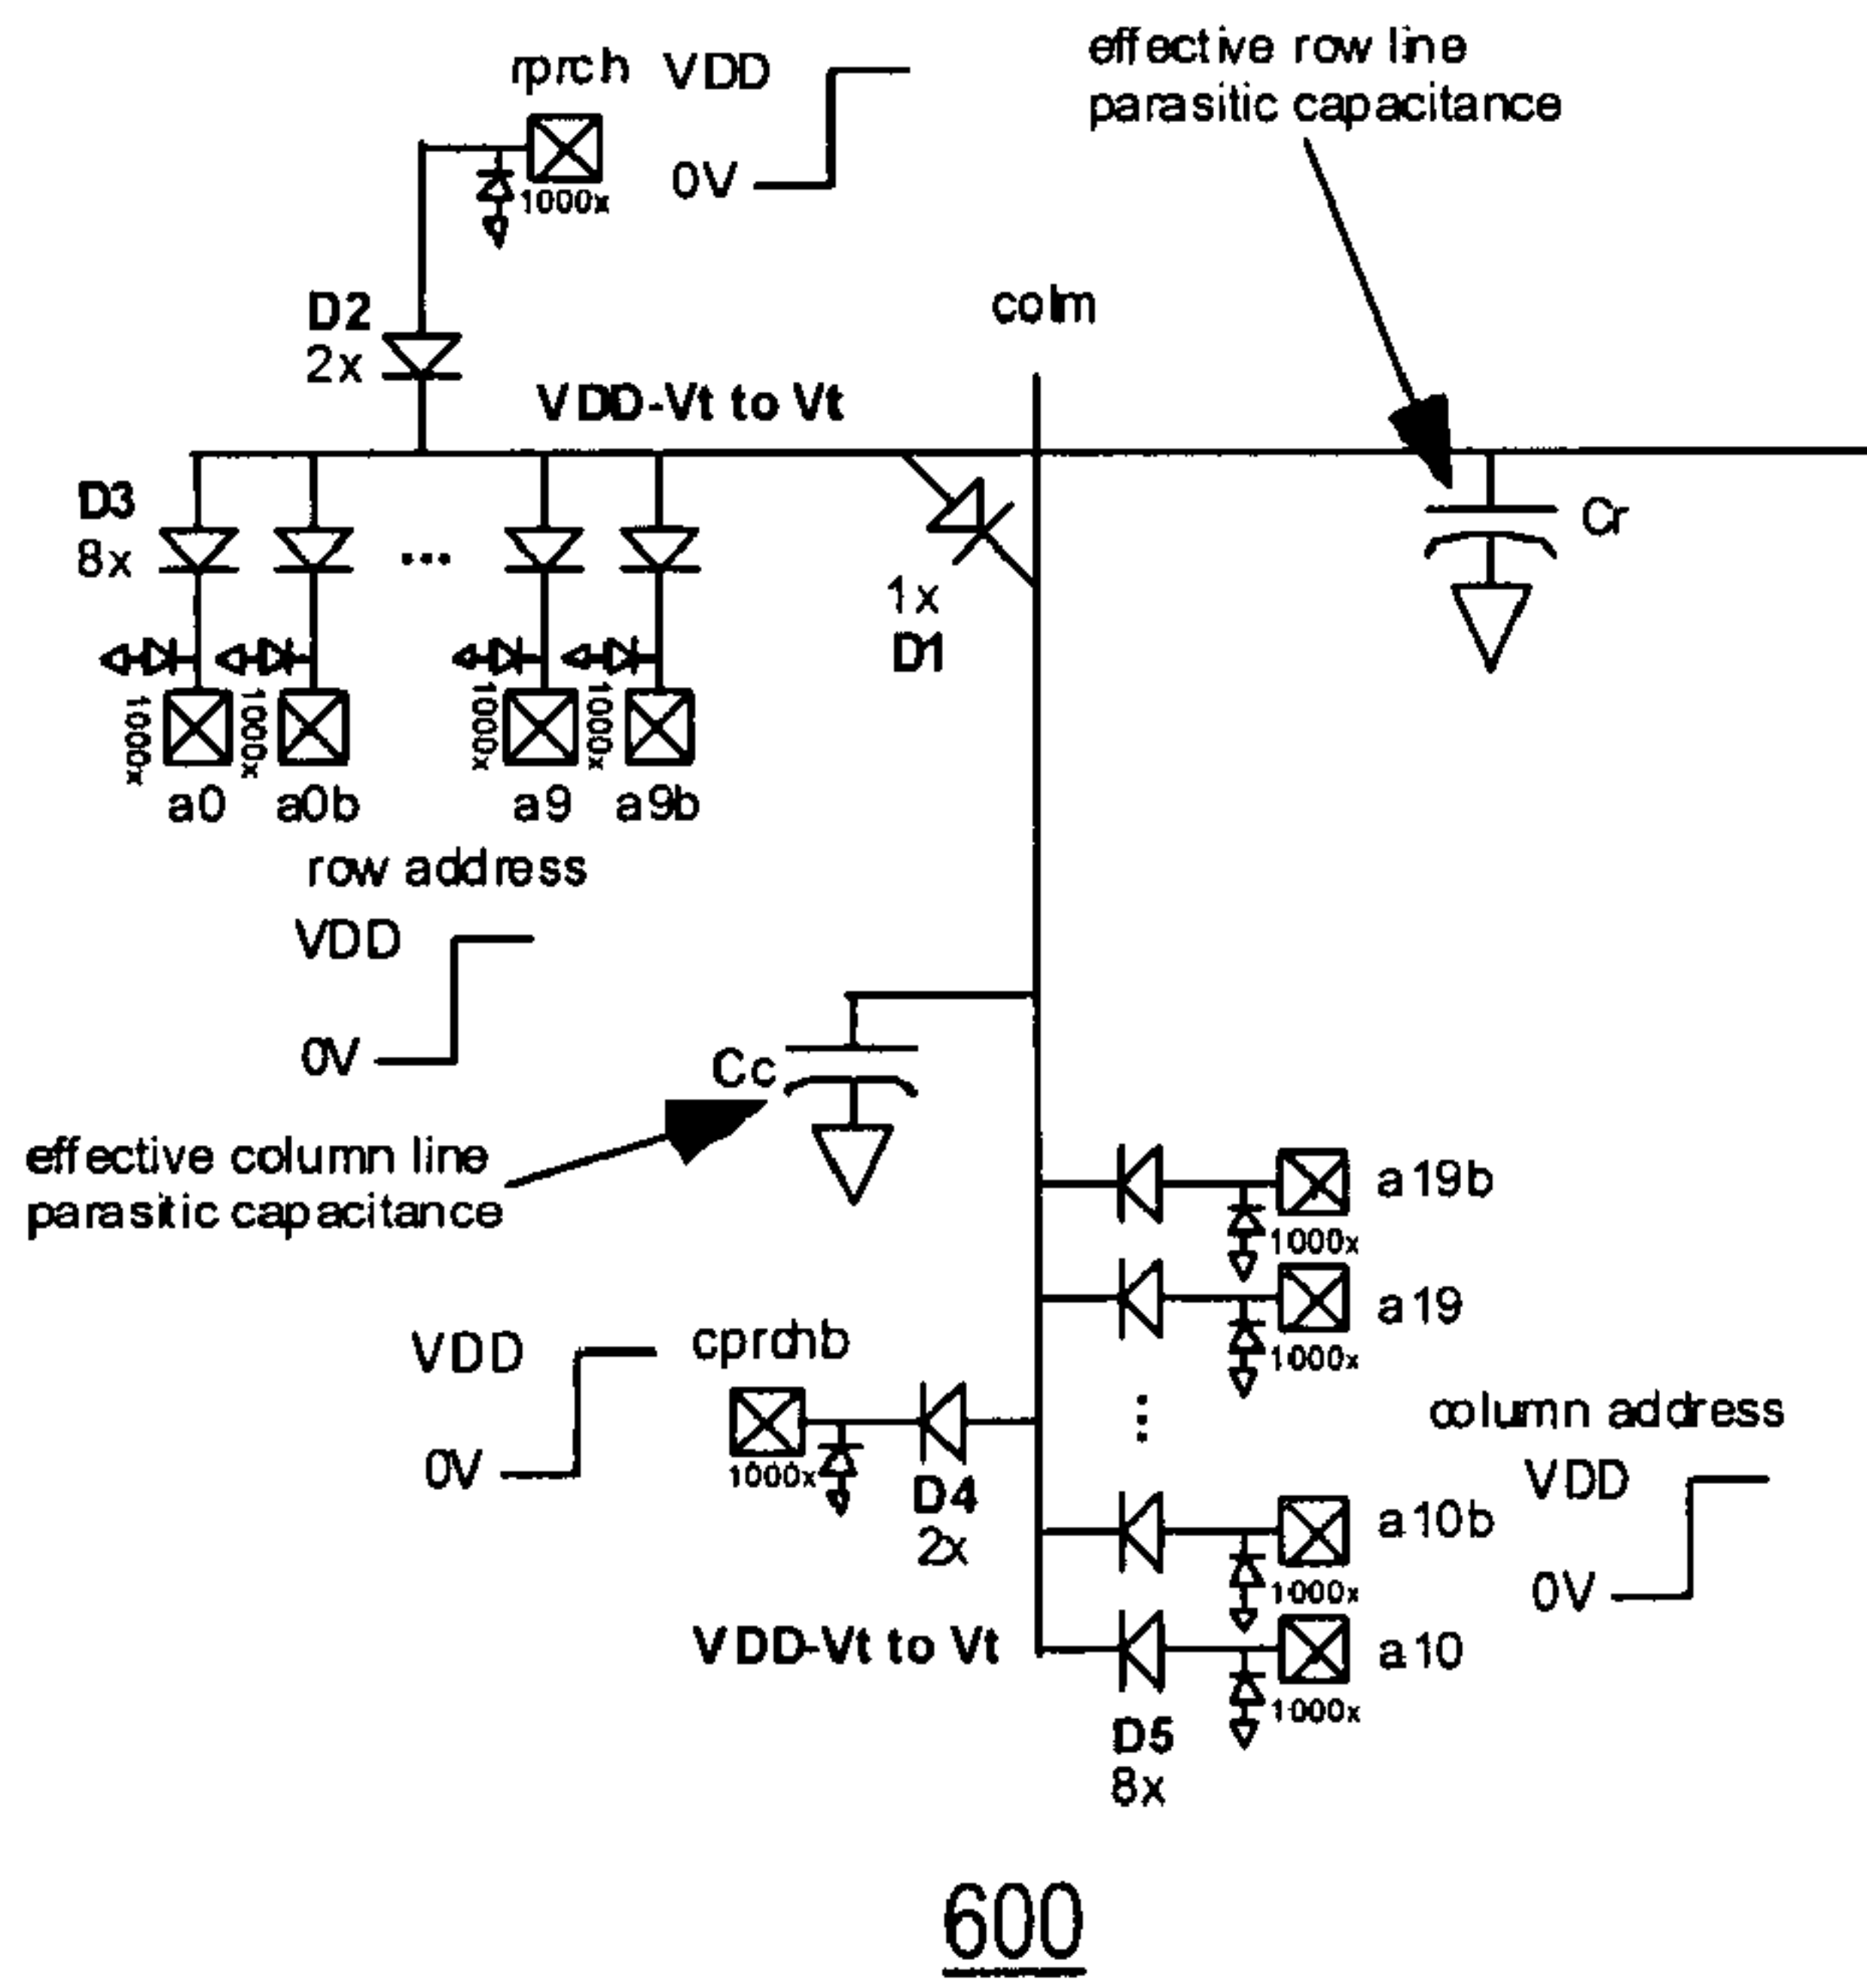 rprch VDD
effective row line
parasitic capacitance
0V
1000x
D2
2x
colm
VDD-Vt to Vt
D3
8x
...
Cr
1x
D1
1000x
1000x
1000x
1000x
a0
a0b
a9
a9b
row address
VDD
0V
Cc
effective column line
parasitic capacitance
a19b
1000x
a19
1000x
VDD
cprchb
0V
1000x
D4
2x
...
column address
VDD
a10b
1000x
0V
VDD-Vt to Vt
a10
1000x
D5
8x
600